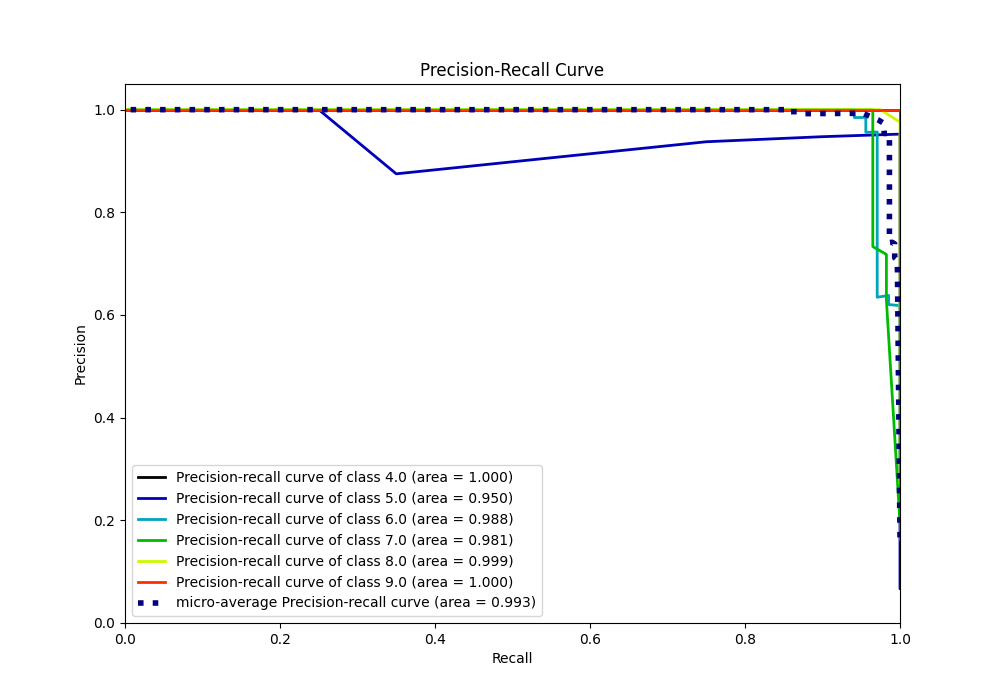 Precision-Recall Curve
1.0
0.8
0.6
0.4
0.2
0.0
Precision
Precision-recall curve of class 4.0 (area = 1.000)
Precision-recall curve of class 5.0 (area = 0.950)
Precision-recall curve of class 6.0 (area = 0.988)
Precision-recall curve of class 7.0 (area = 0.981)
Precision-recall curve of class 8.0 (area = 0.999)
Precision-recall curve of class 9.0 (area = 1.000)
micro-average Precision-recall curve (area = 0.993)
0.0 0.2 0.4 0.6 0.8 1.0
Recall